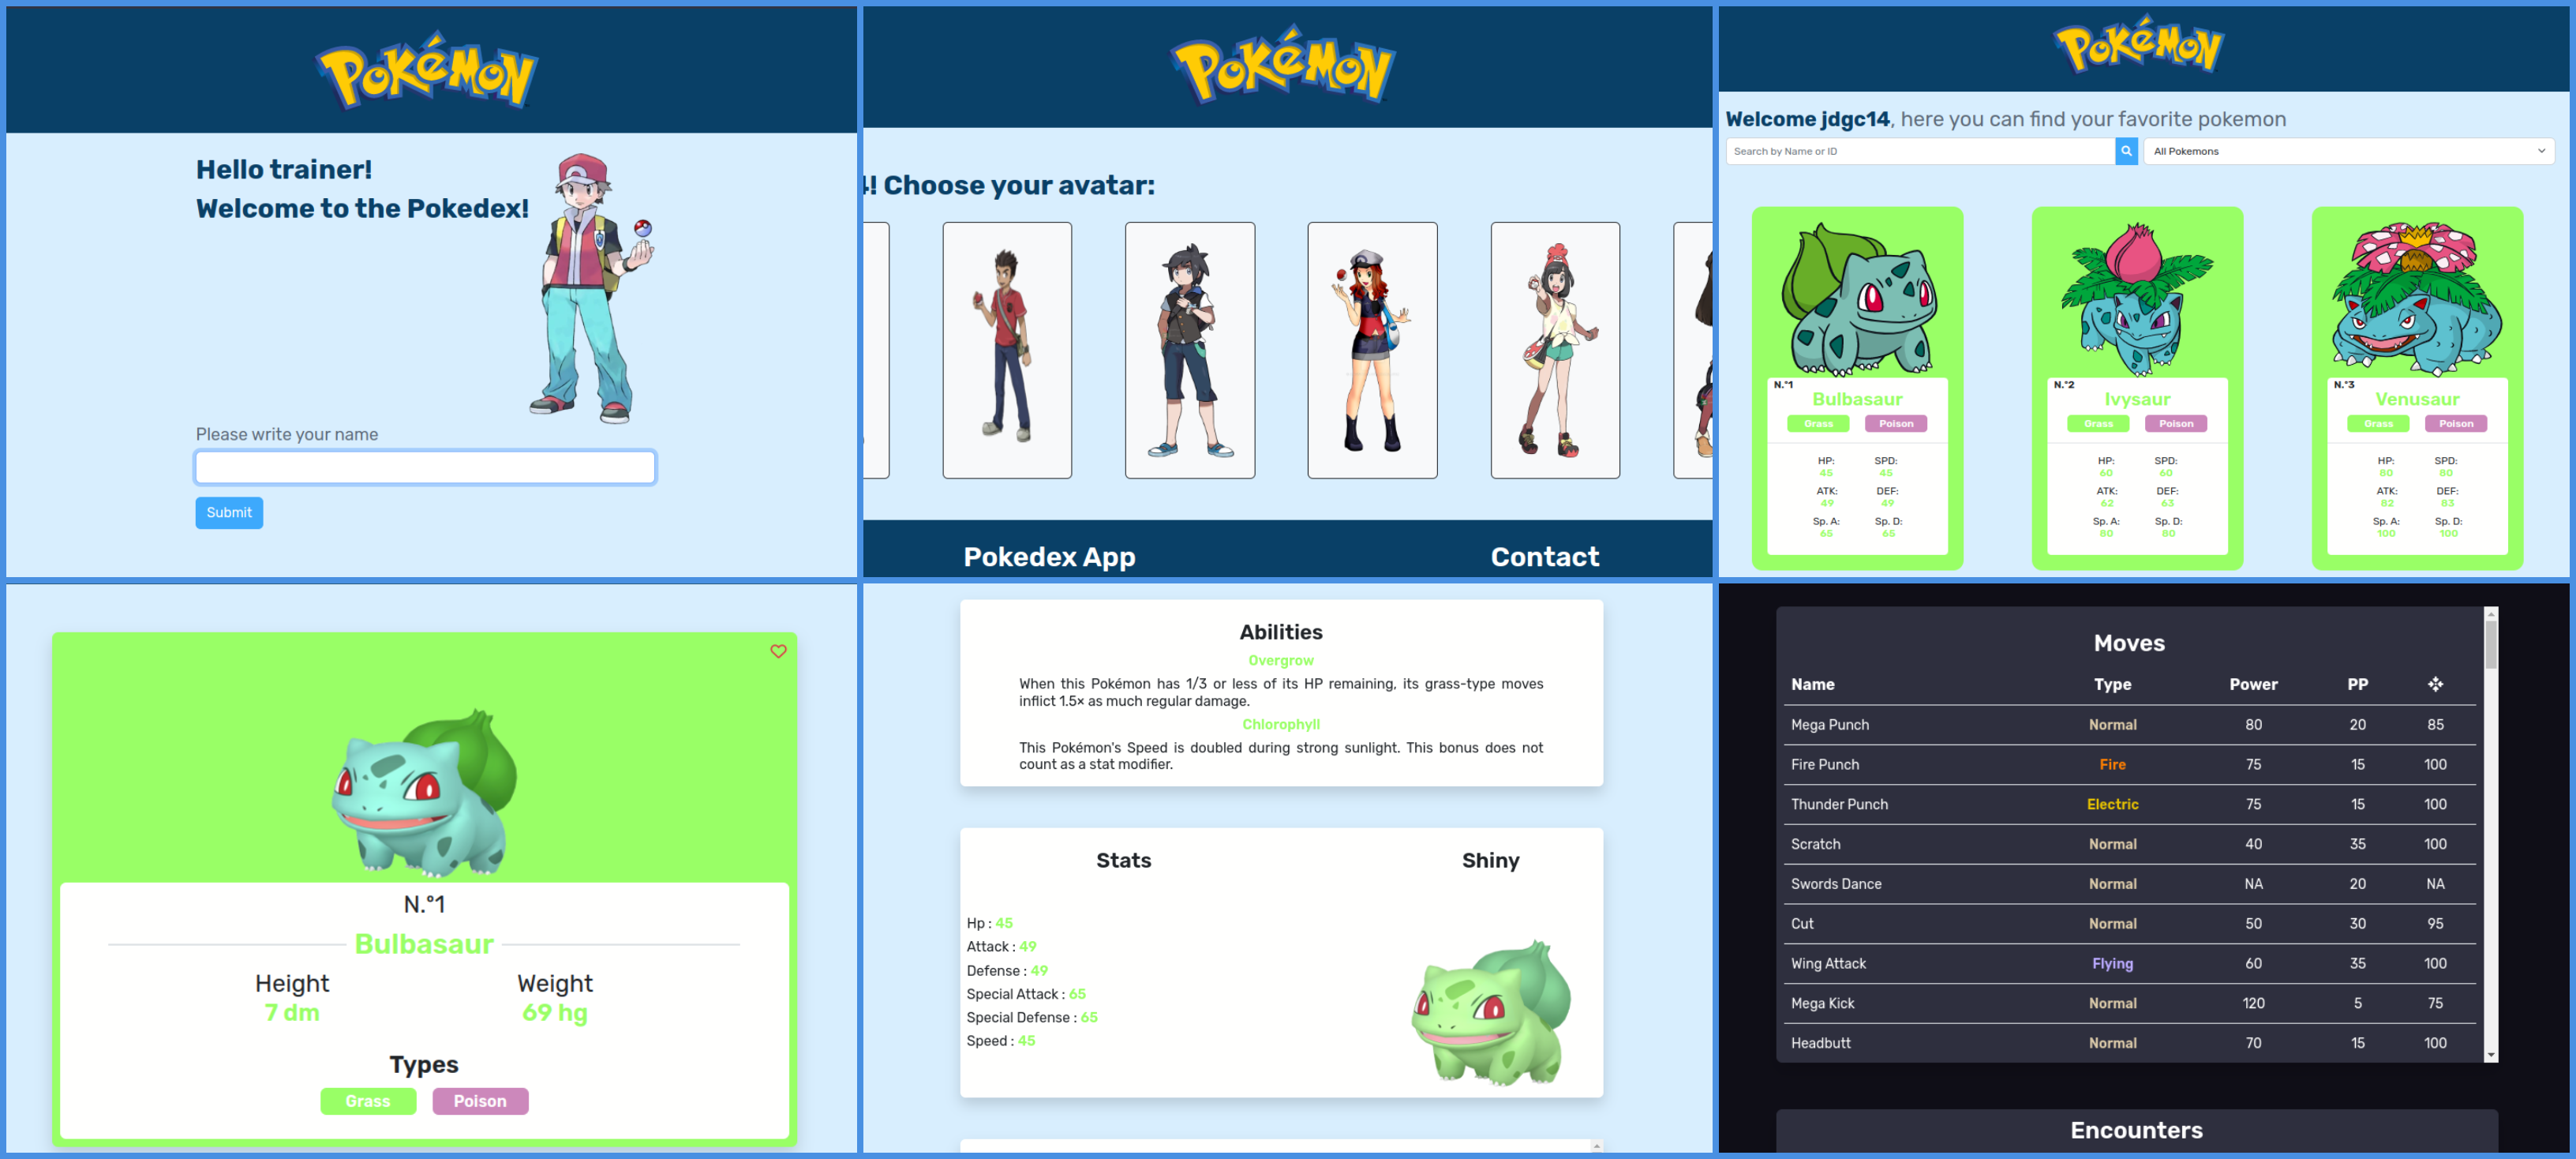 POKéMON
Hello trainer!
Welcome to the Pokedex!
Please write your name
Submit
POKéMON
! Choose your avatar:
Pokedex App
Contact
POKéMON
Welcome jdgc14, here you can find your favorite pokemon
Search by Name or ID
All Pokemons
N.°1
Bulbasaur
Grass Poison
HP: SPD:
45 45
ATK: DEF:
49 49
Sp. A: Sp. D:
65 65
N.°2
Ivysaur
Grass Poison
HP: SPD:
60 60
ATK: DEF:
62 63
Sp. A: Sp. D:
80 80
N.°3
Venusaur
Grass Poison
HP: SPD:
80 80
ATK: DEF:
82 83
Sp. A: Sp. D:
100 100
N.°1
Bulbasaur
Height Weight
7 dm 69 hg
Types
Grass Poison
Abilities
Overgrow
When this Pokémon has 1/3 or less of its HP remaining, its grass-type moves
inflict 1.5× as much regular damage.
Chlorophyll
This Pokémon's Speed is doubled during strong sunlight. This bonus does not
count as a stat modifier.
Stats
Hp : 45
Attack : 49
Defense : 49
Special Attack : 65
Special Defense : 65
Speed : 45
Shiny
Moves
Name Type Power PP
Mega Punch Normal 80 20 85
Fire Punch Fire 75 15 100
Thunder Punch Electric 75 15 100
Scratch Normal 40 35 100
Swords Dance Normal NA 20 NA
Cut Normal 50 30 95
Wing Attack Flying 60 35 100
Mega Kick Normal 120 5 75
Headbutt Normal 70 15 100
Encounters